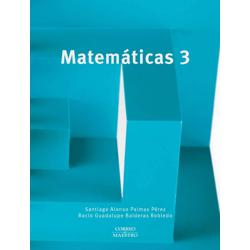 Matemáticas 3
Santiago Alonso Palmas Pérez
Rocío Guadalupe Balderas Robledo
CORREO
del
MAESTRO